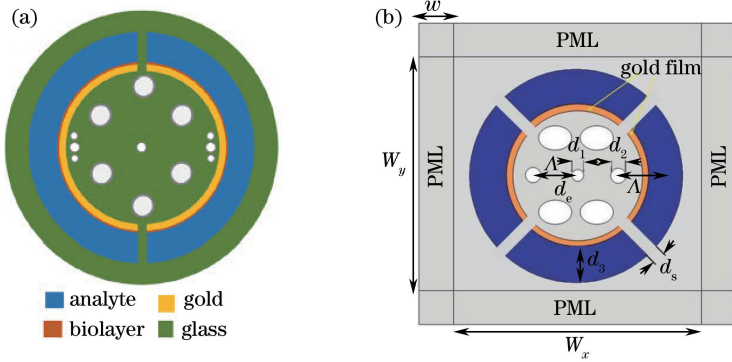 (a)
analyte
gold
biolayer
glass
(b)
w
PML
gold film
W_y
PML
PML
d_1
d_2
Λ
Λ
d_e
d_3
d_s
PML
W_x